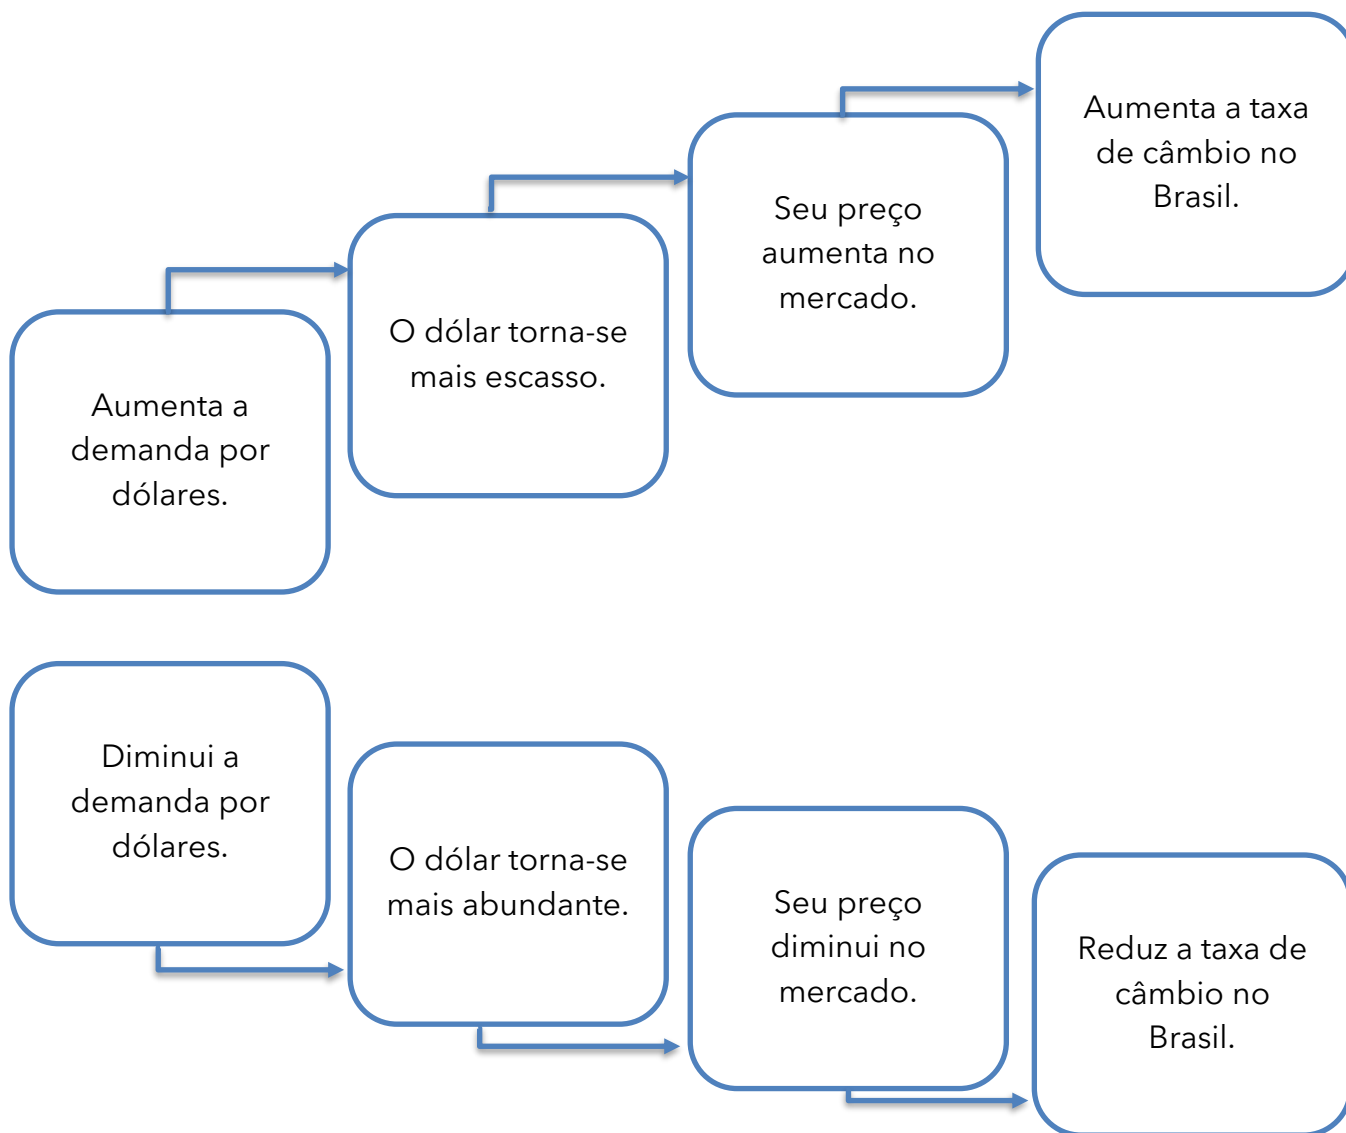 Aumenta a
demanda por
dólares.
O dólar torna-se
mais escasso.
Seu preço
aumenta no
mercado.
Aumenta a taxa
de câmbio no
Brasil.
Diminui a
demanda por
dólares.
O dólar torna-se
mais abundante.
Seu preço
diminui no
mercado.
Reduz a taxa de
câmbio no
Brasil.